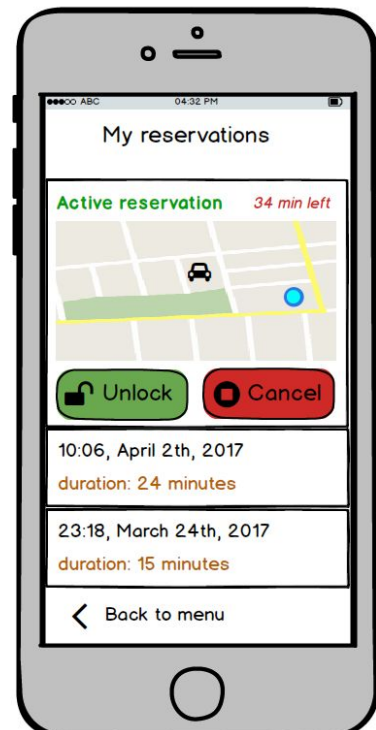 ABC 04:32 PM
My reservations
Active reservation 34 min left
Unlock Cancel
10:06, April 2th, 2017
duration: 24 minutes
23:18, March 24th, 2017
duration: 15 minutes
Back to menu